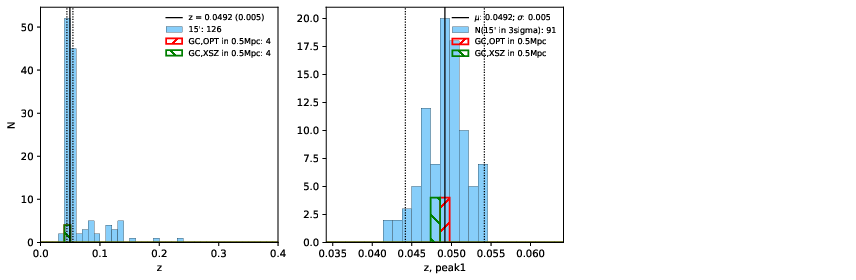 z = 0.0492 (0.005)
15': 126
GC,OPT in 0.5Mpc: 4
GC,XSZ in 0.5Mpc: 4
N
50
40
30
20
10
0
0.0 0.1 0.2 0.3 0.4
z
μ: 0.0492; σ: 0.005
N(15' in 3sigma): 91
GC,OPT in 0.5Mpc
GC,XSZ in 0.5Mpc
20.0
17.5
15.0
12.5
10.0
7.5
5.0
2.5
0.0
0.035 0.040 0.045 0.050 0.055 0.060
z, peak1